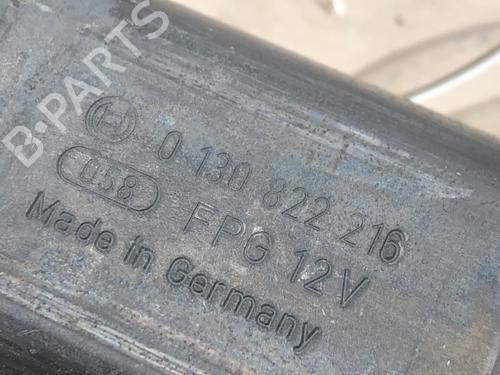 B-PARTS
0 130 822 216
058 FPG 12V
Made in Germany